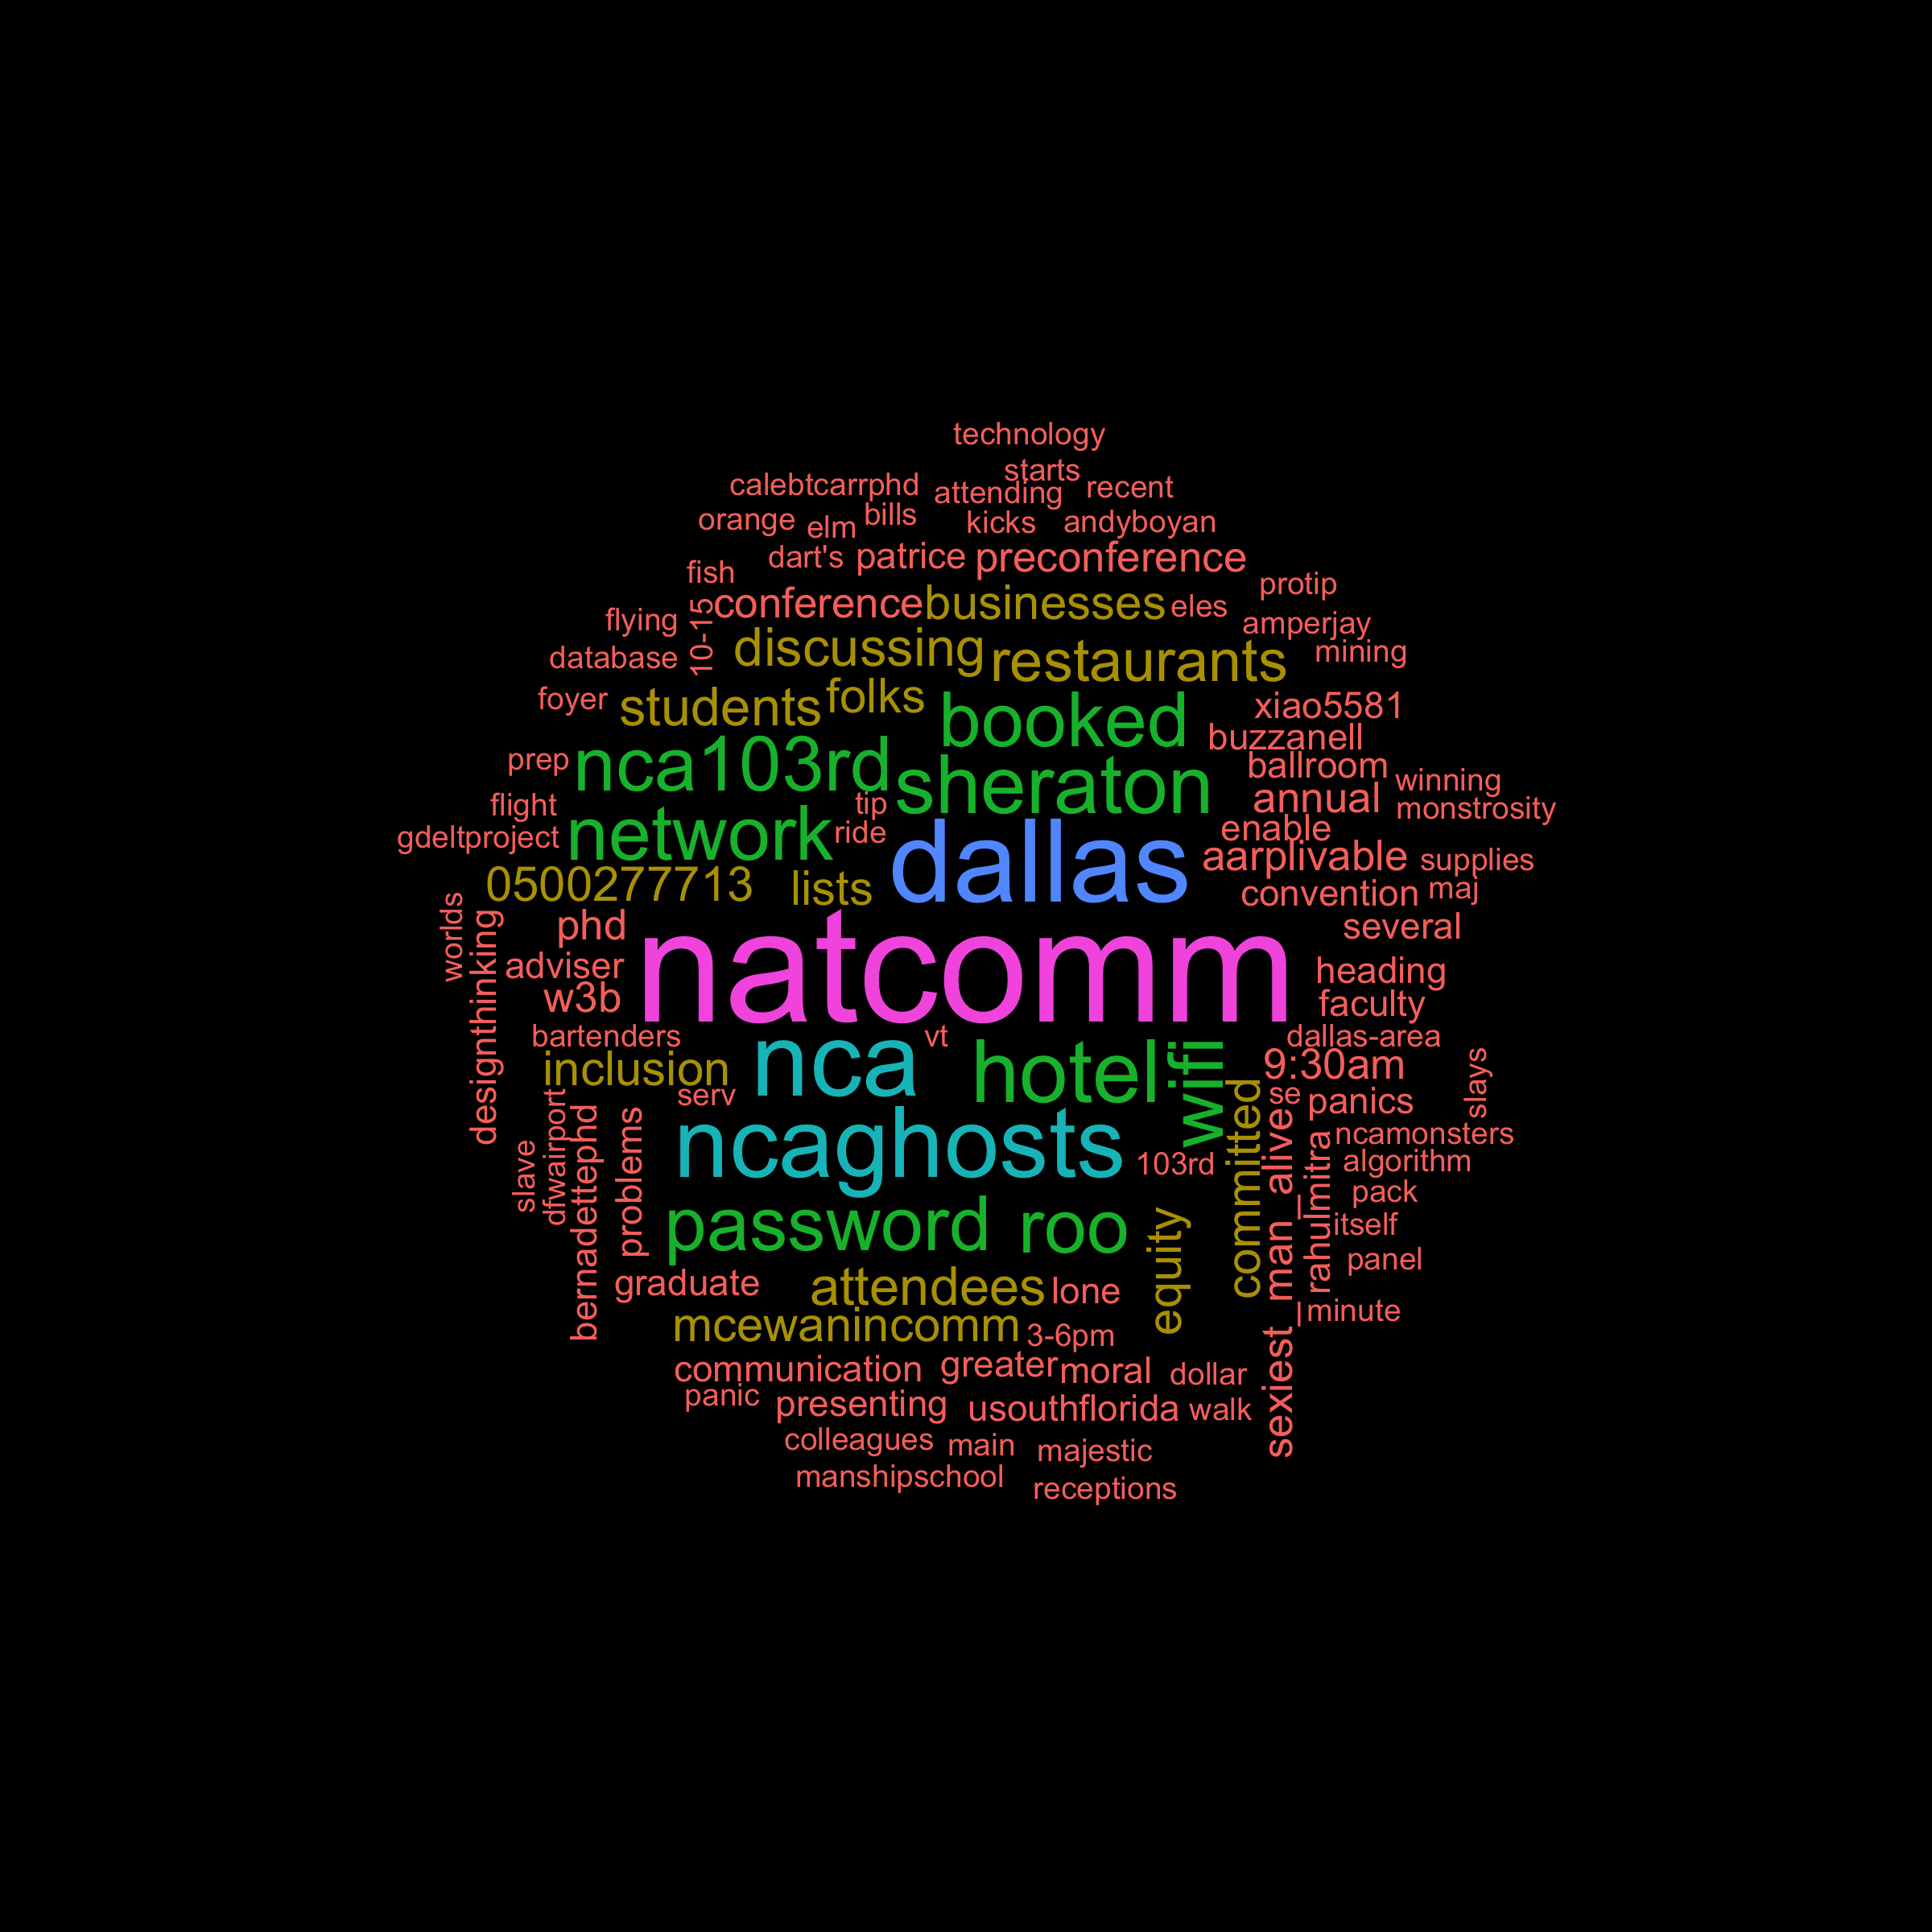 technology
starts
calebtcarrphd
attending
recent
orange
elm
bills
kicks
andyboyan
dart's
patrice
preconference
fish
protip
flying
10-15
conference
businesses
eles
amperjay
database
discussing
restaurants
mining
foyer
students
folks
booked
xiao5581
buzzanell
prep
nca103rd
sheraton
ballroom
winning
flight
tip
annual
monstrosity
gdeltproject
network
ride
dallas
enable
aarplivable
supplies
0500277713
lists
convention
maj
worlds
designthinking
phd
several
adviser
natcomm
heading
w3b
faculty
bartenders
vt
dallas-area
inclusion
nca
hotel
wifi
9:30am
slays
serv
committed
se
panics
slave
dfwairport
bernadettephd
problems
ncaghosts
103rd
sexiest_man_alive
rahulmitra
ncamonsters
algorithm
pack
password
roo
equity
itself
panel
graduate
attendees
lone
minute
mcewanincomm
3-6pm
communication
greater
moral
dollar
panic
presenting
usouthflorida
walk
colleagues
main
majestic
manshipschool
receptions